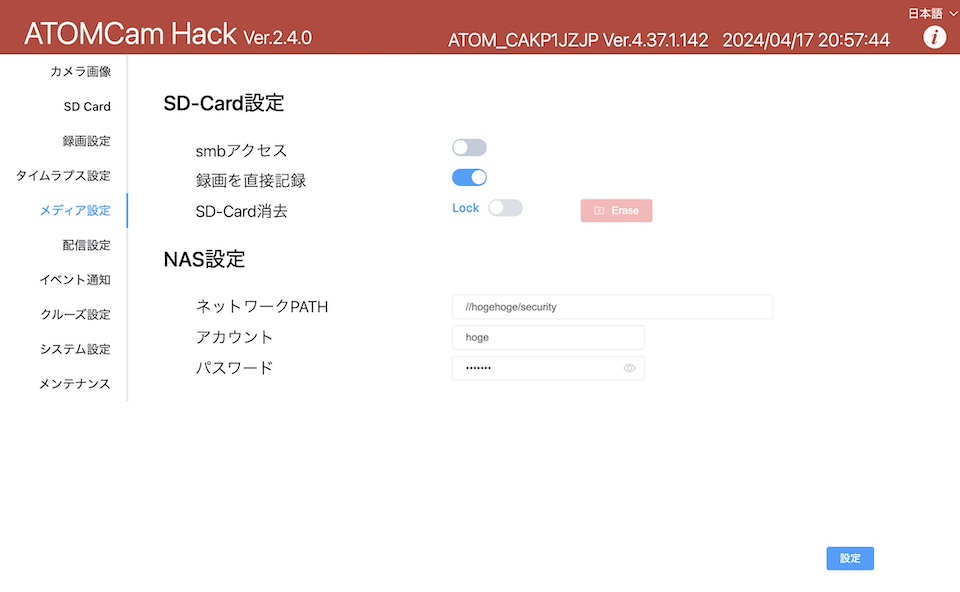 日本語
ATOMCam Hack Ver.2.4.0
ATOM_CAKP1JZJP Ver.4.37.1.142 2024/04/17 20:57:44
i
カメラ画像
SD Card
録画設定
タイムラプス設定
メディア設定
配信設定
イベント通知
クルーズ設定
システム設定
メンテナンス
SD-Card設定
smbアクセス
録画を直接記録
SD-Card消去 Lock Erase
NAS設定
ネットワークPATH //hogehoge/security
アカウント hoge
パスワード •••••••
設定